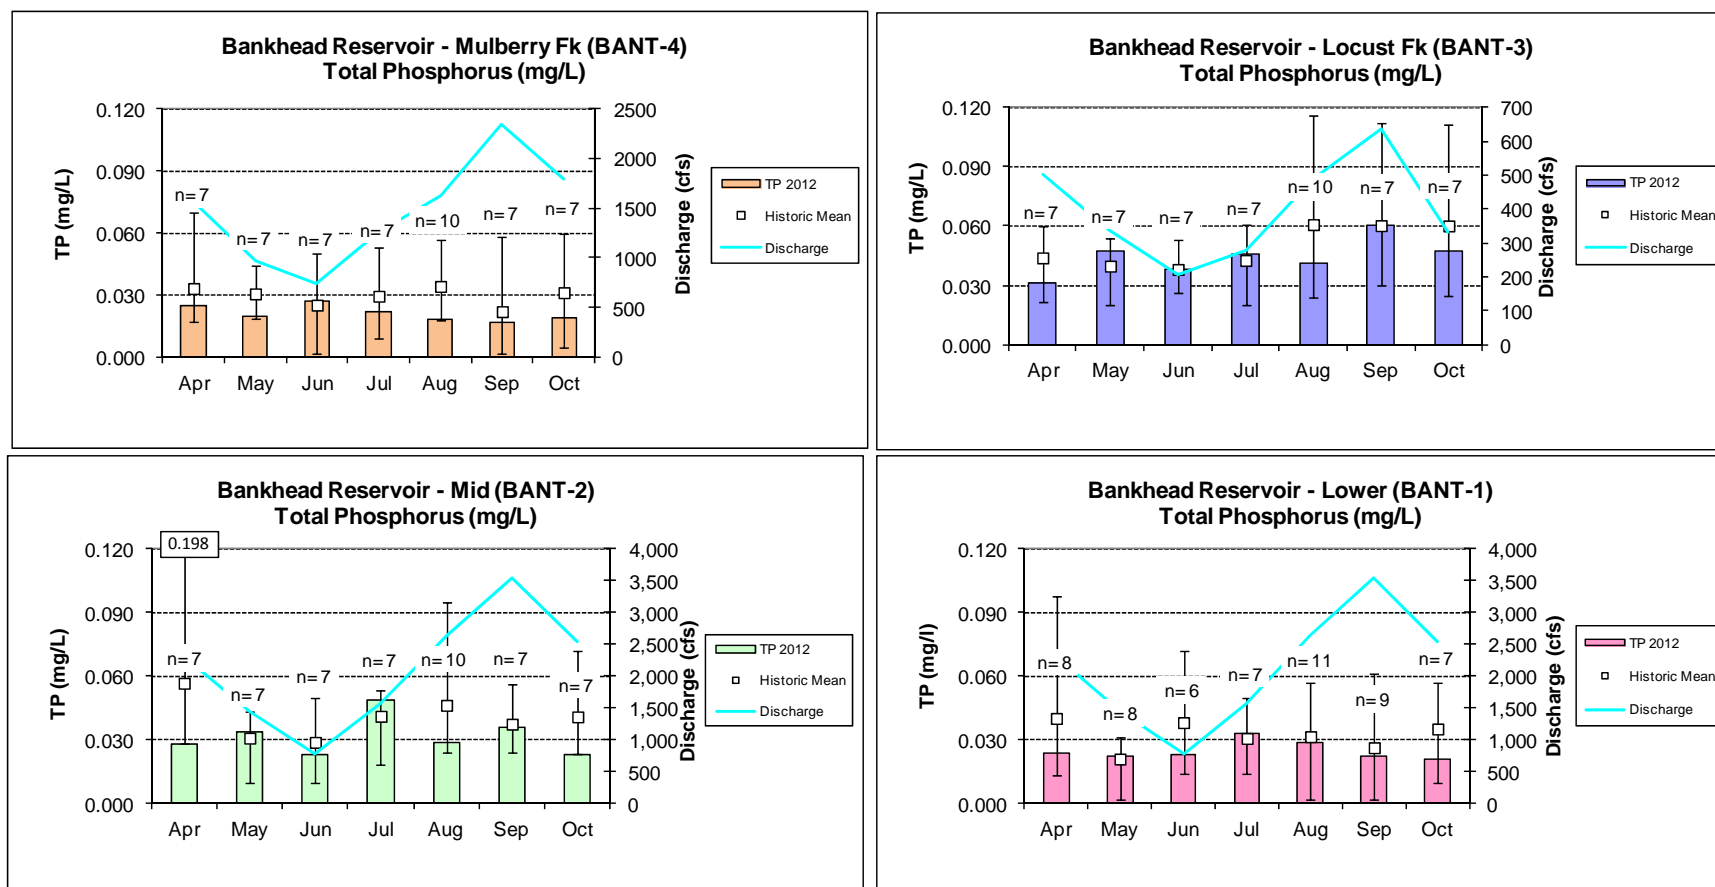 Bankhead Reservoir - Mulberry Fk (BANT-4)
Total Phosphorus (mg/L)
TP (mg/L)
0.120
0.090
0.060
0.030
0.000
n=7
n=7
n=7
n=7
n=10
n=7
n=7
2500
2000
1500
1000
500
0
Discharge (cfs)
Apr May Jun Jul Aug Sep Oct
TP 2012
Historic Mean
Discharge
Bankhead Reservoir - Locust Fk (BANT-3)
Total Phosphorus (mg/L)
TP (mg/L)
0.120
0.090
0.060
0.030
0.000
n=7
n=7
n=7
n=7
n=10
n=7
n=7
700
600
500
400
300
200
100
0
Discharge (cfs)
Apr May Jun Jul Aug Sep Oct
TP 2012
Historic Mean
Discharge
Bankhead Reservoir - Mid (BANT-2)
Total Phosphorus (mg/L)
TP (mg/L)
0.120
0.090
0.060
0.030
0.000
0.198
n=7
n=7
n=7
n=7
n=10
n=7
n=7
4,000
3,500
3,000
2,500
2,000
1,500
1,000
500
0
Discharge (cfs)
Apr May Jun Jul Aug Sep Oct
TP 2012
Historic Mean
Discharge
Bankhead Reservoir - Lower (BANT-1)
Total Phosphorus (mg/L)
TP (mg/l)
0.120
0.090
0.060
0.030
0.000
n=8
n=8
n=6
n=7
n=11
n=9
n=7
4,000
3,500
3,000
2,500
2,000
1,500
1,000
500
0
Discharge (cfs)
Apr May Jun Jul Aug Sep Oct
TP 2012
Historic Mean
Discharge